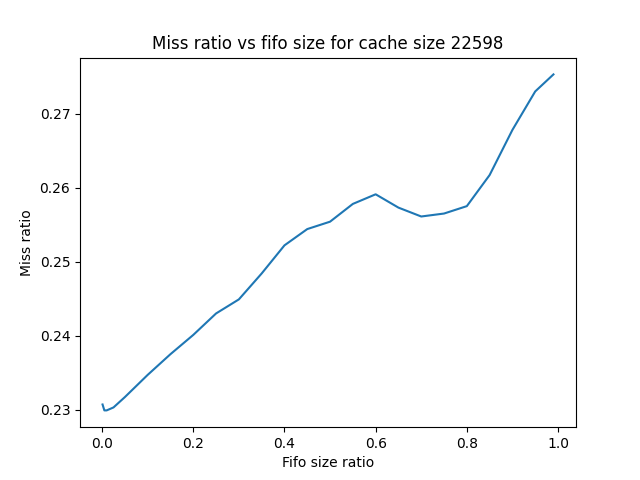 Miss ratio vs fifo size for cache size 22598
0.27
0.26
0.25
0.24
0.23
Miss ratio
0.0 0.2 0.4 0.6 0.8 1.0
Fifo size ratio